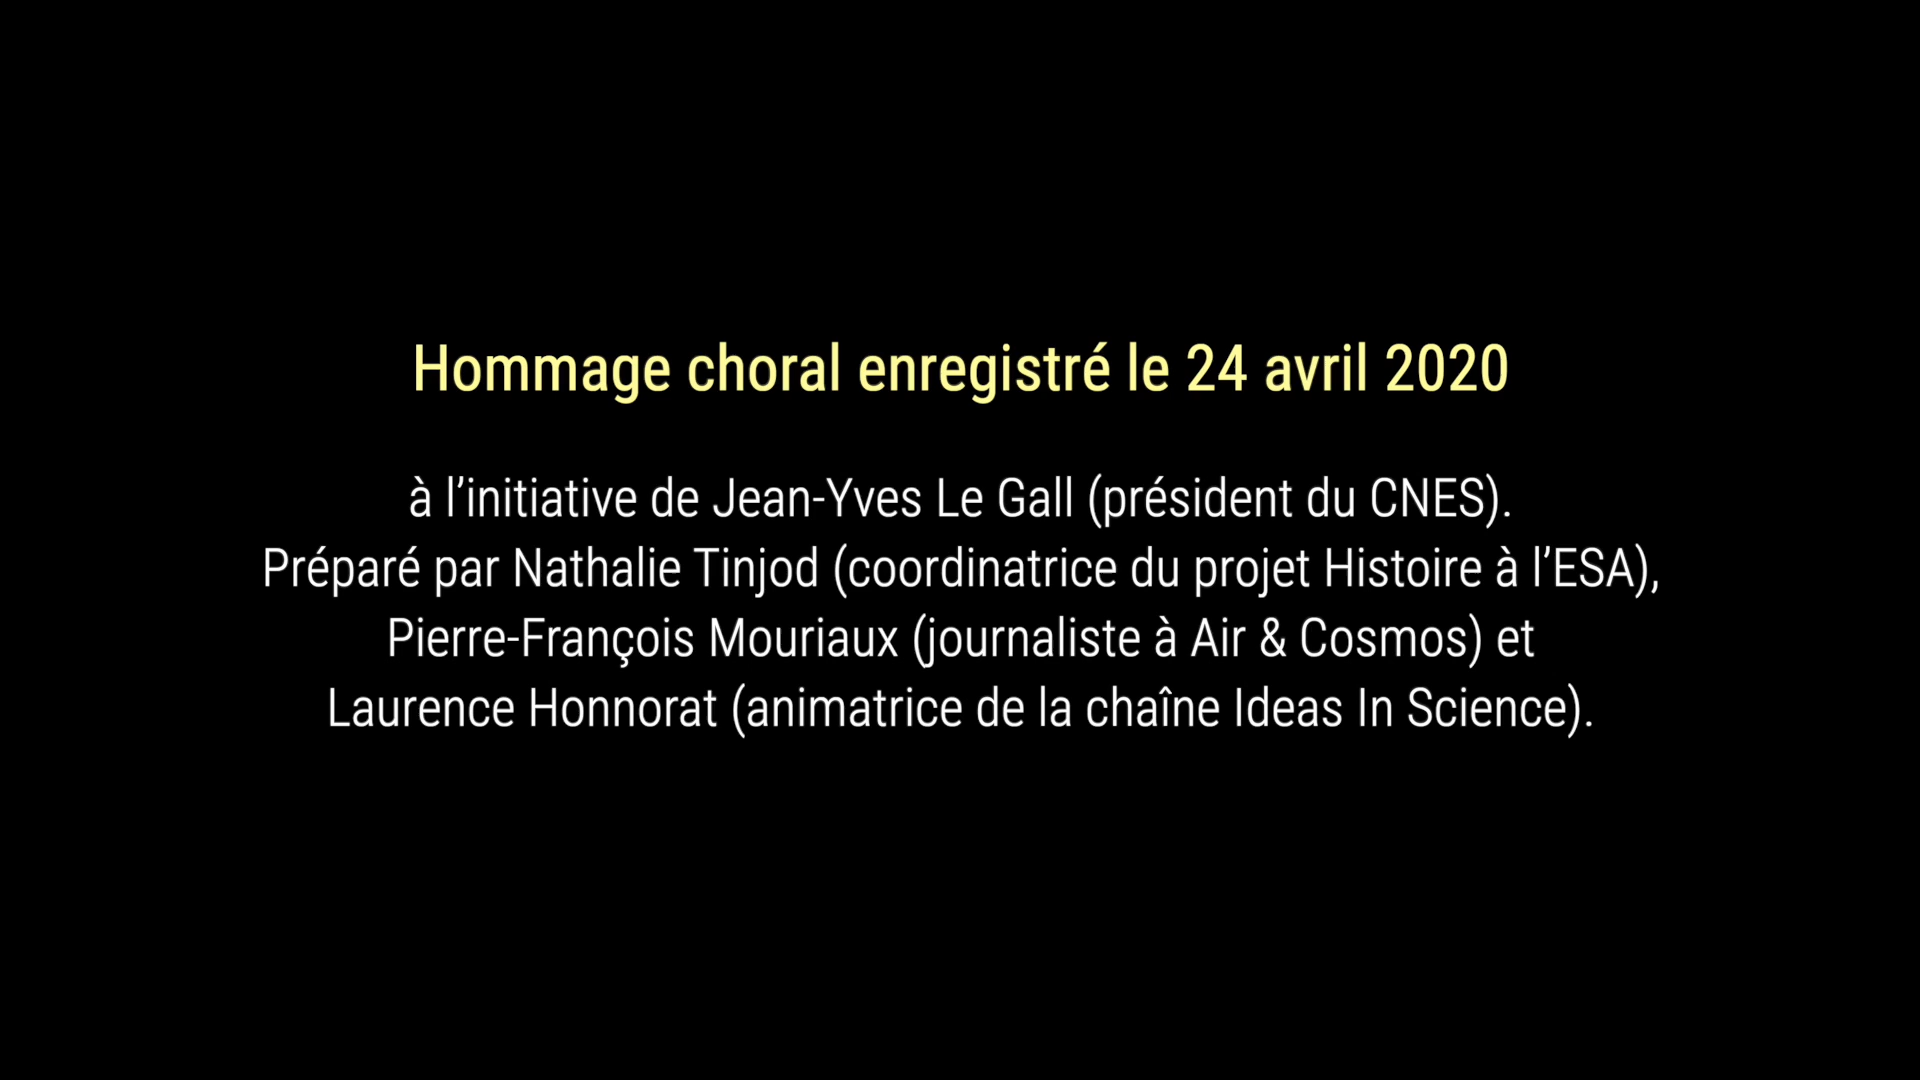 Hommage choral enregistré le 24 avril 2020
à l’initiative de Jean-Yves Le Gall (président du CNES).
Préparé par Nathalie Tinjod (coordinatrice du projet Histoire à l’ESA),
Pierre-François Mouriaux (journaliste à Air & Cosmos) et
Laurence Honnorat (animatrice de la chaîne Ideas In Science).